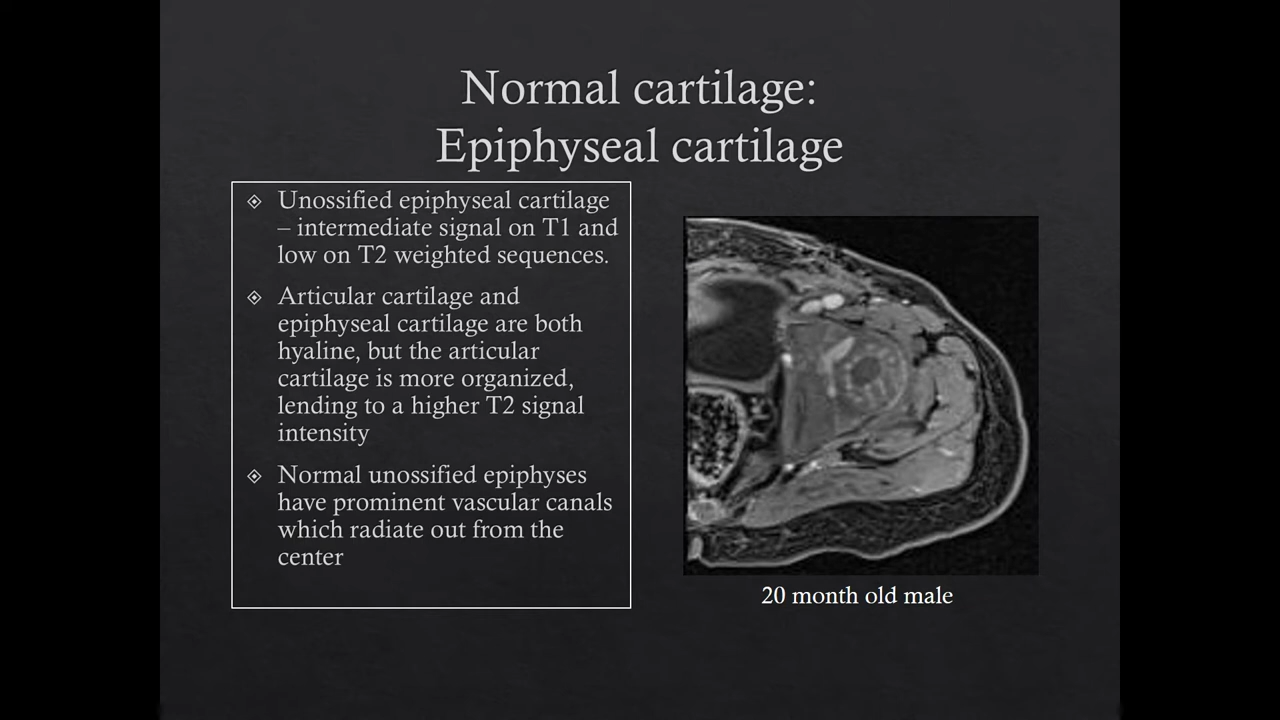 Normal cartilage:
Epiphyseal cartilage
Unossified epiphyseal cartilage
– intermediate signal on T1 and
low on T2 weighted sequences.
Articular cartilage and
epiphyseal cartilage are both
hyaline, but the articular
cartilage is more organized,
lending to a higher T2 signal
intensity
Normal unossified epiphyses
have prominent vascular canals
which radiate out from the
center
20 month old male